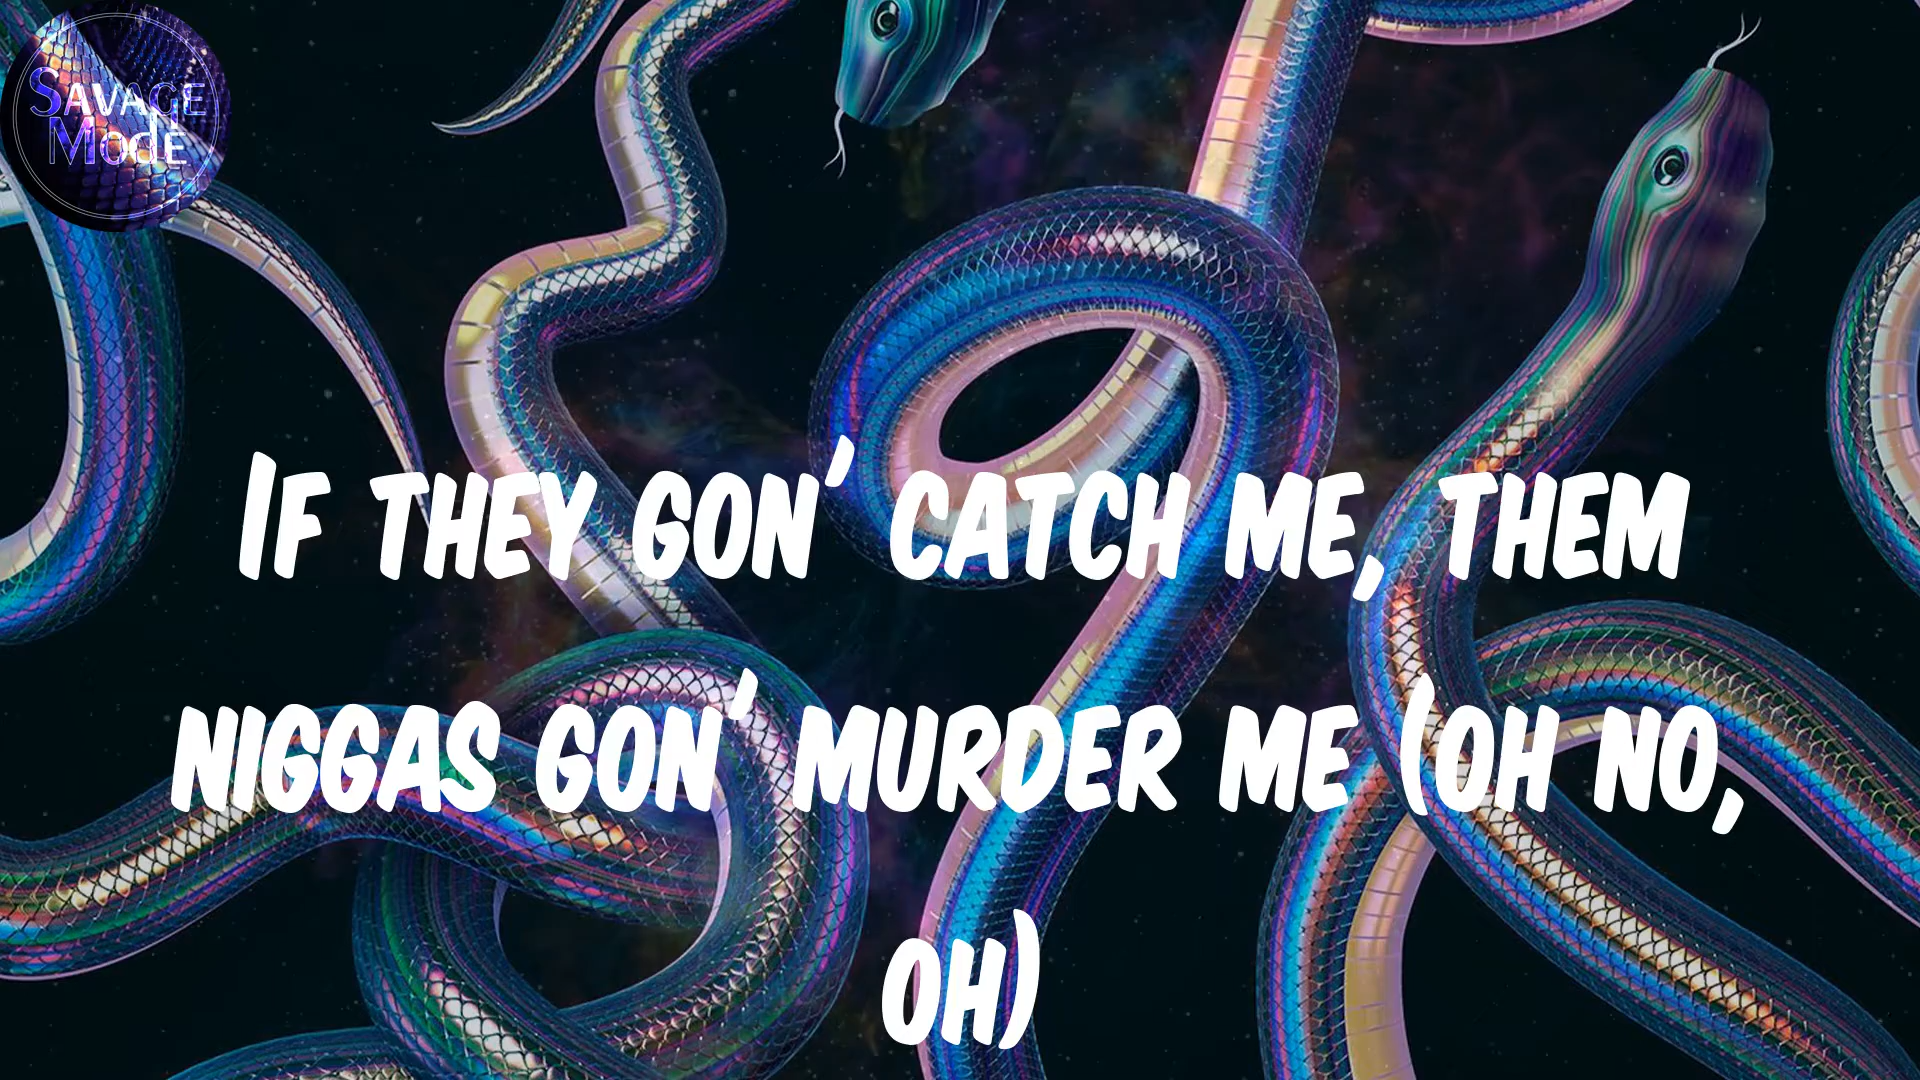 Savage
Mode
If they gon' catch me, them
niggas gon' murder me (oh no,
oh)